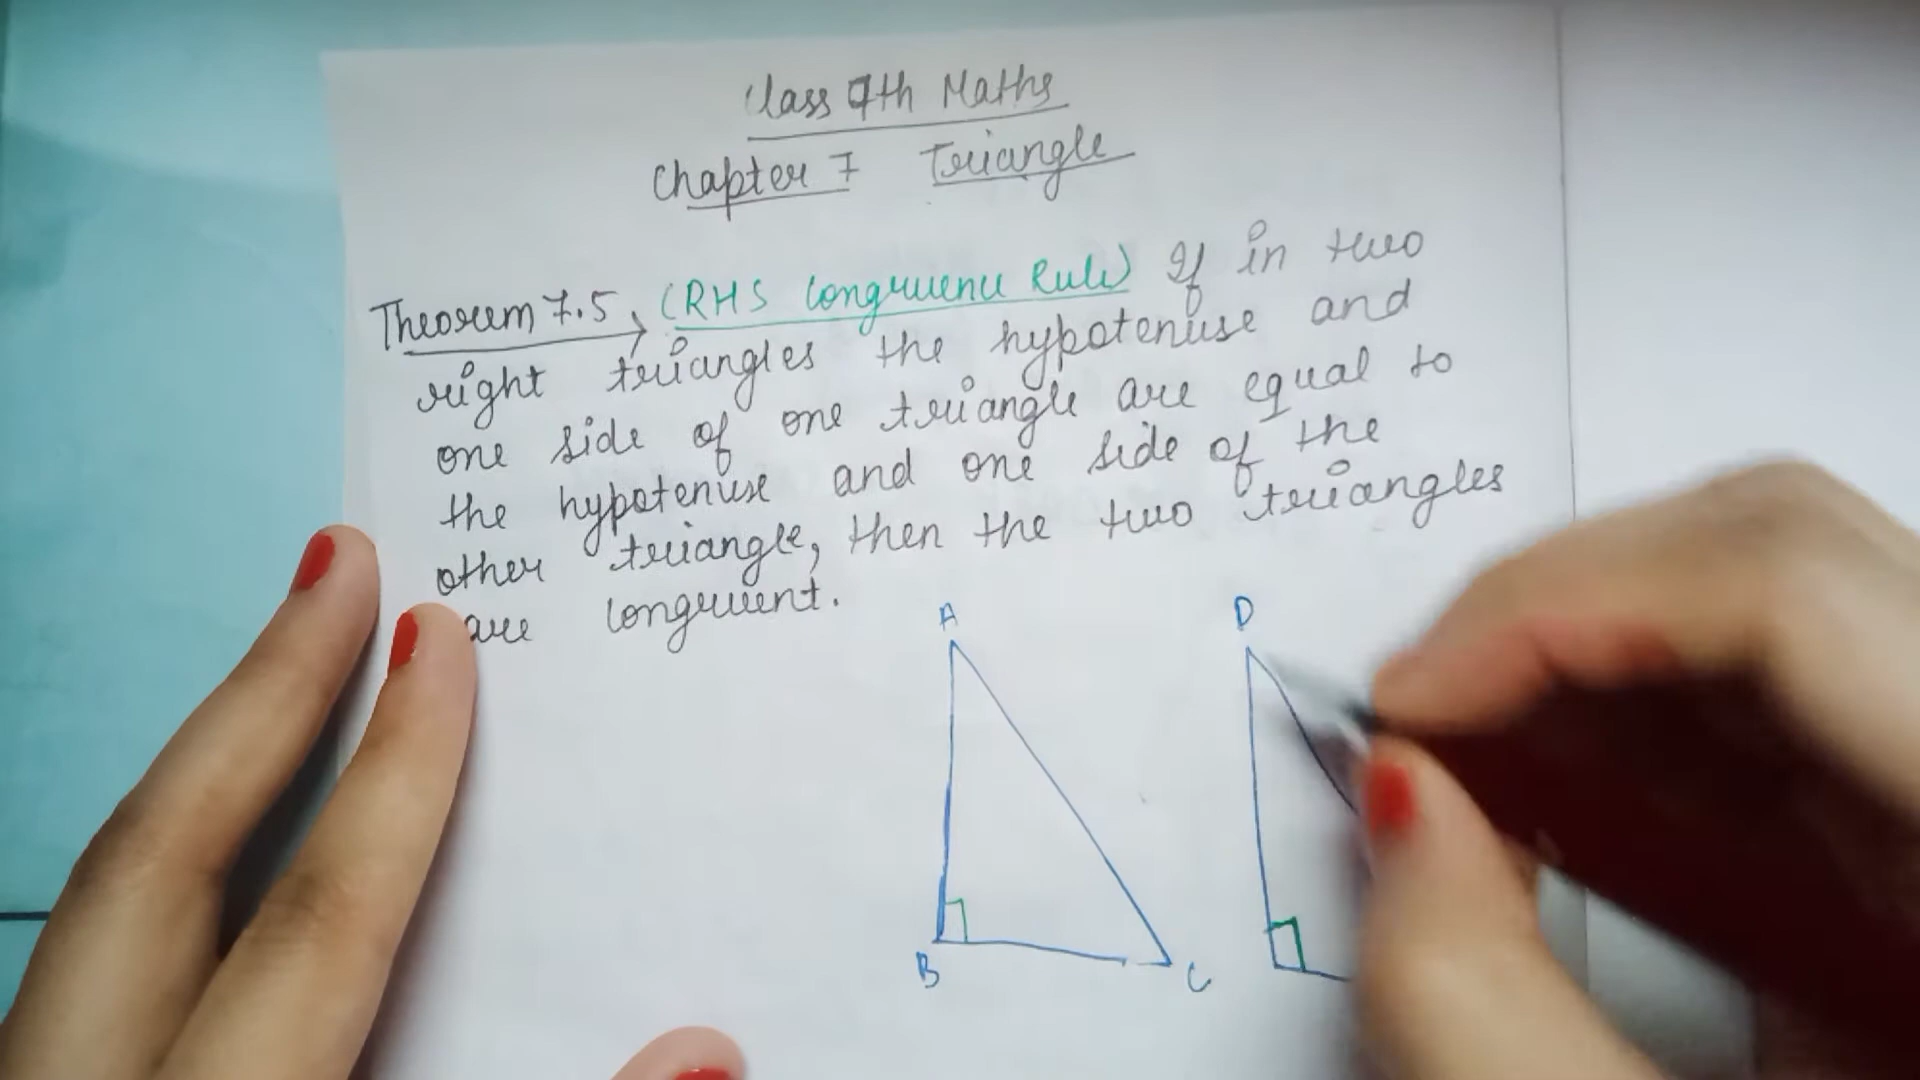 Class 9th Maths
Chapter 7 Triangle
Theorem 7.5, (RHS Congruence Rule) If in two
right triangles the hypotenuse and
one side of one triangle are equal to
the hypotenuse and one side of the
other triangle, then the two triangles
are congruent.
A D
B C